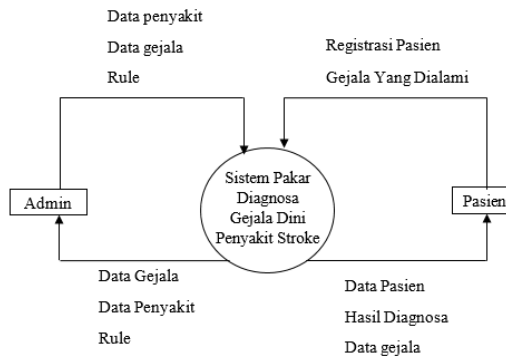 Data penyakit
Data gejala
Rule
Registrasi Pasien
Gejala Yang Dialami
Sistem Pakar
Diagnosa
Gejala Dini
Penyakit Stroke
Admin
Pasien
Data Gejala
Data Penyakit
Rule
Data Pasien
Hasil Diagnosa
Data gejala